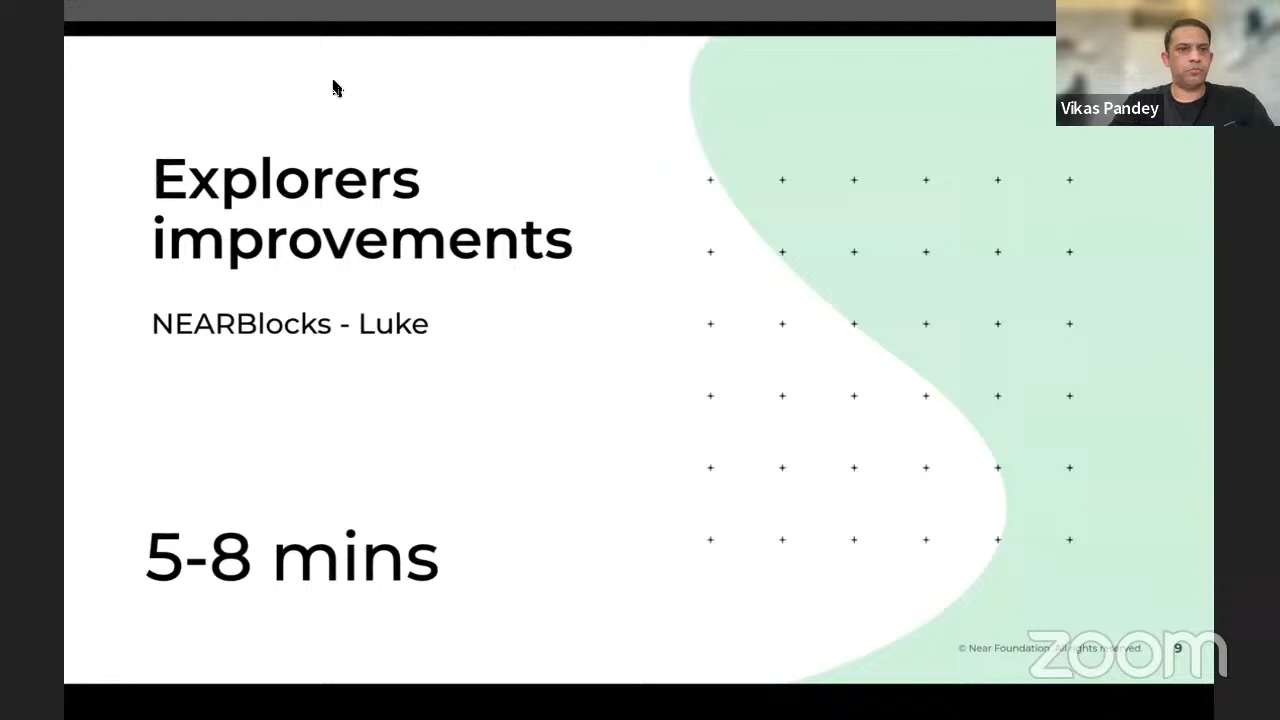 Vikas Pandey
Explorers
improvements
NEARBlocks - Luke
5-8 mins
© Near Foundation. All rights reserved.
9
zoom